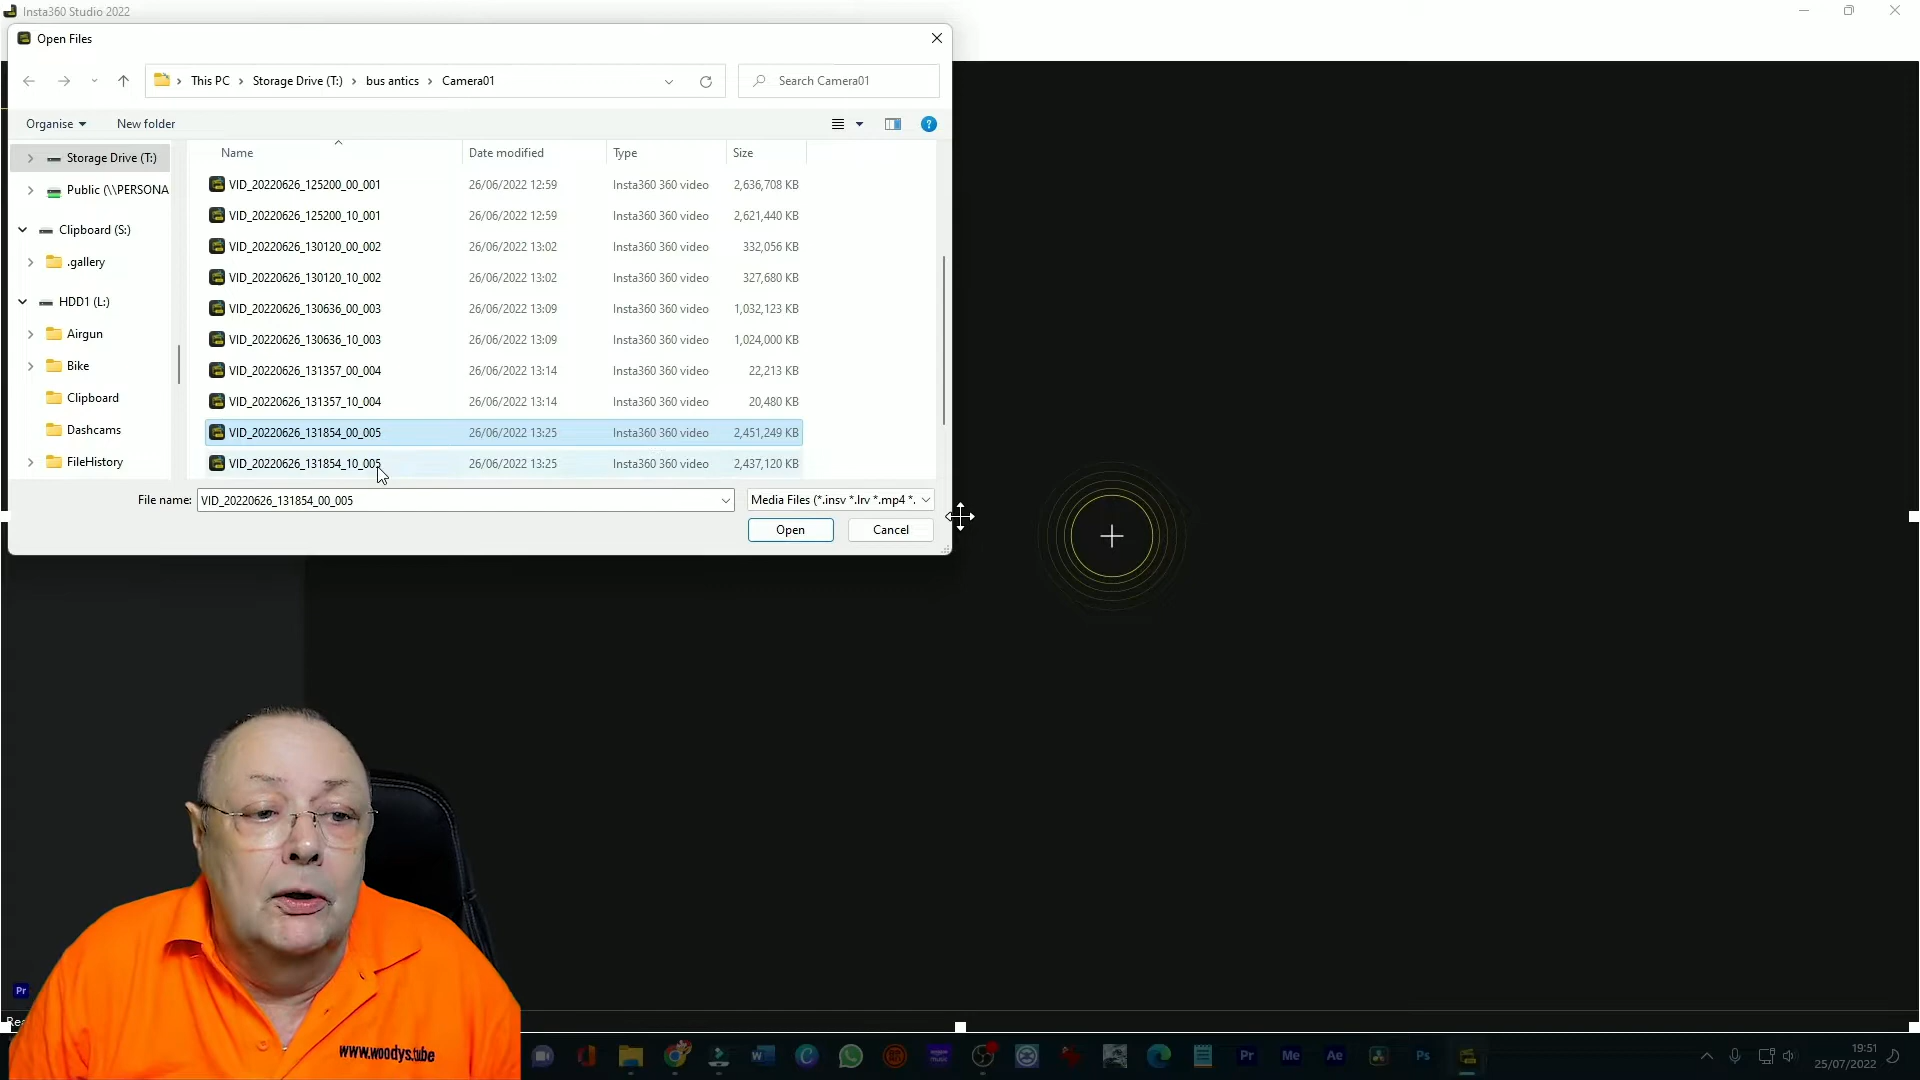 Insta360 Studio 2022
Open Files
This PC > Storage Drive (T:) > bus antics > Camera01
Search Camera01
Organise
New folder
Name Date modified Type Size
Storage Drive (T:)
Public (\\PERSONA
Clipboard (S:)
.gallery
HDD1 (L:)
Airgun
Bike
Clipboard
Dashcams
FileHistory
VID_20220626_125200_00_001 26/06/2022 12:59 Insta360 360 video 2,636,708 KB
VID_20220626_125200_10_001 26/06/2022 12:59 Insta360 360 video 2,621,440 KB
VID_20220626_130120_00_002 26/06/2022 13:02 Insta360 360 video 332,056 KB
VID_20220626_130120_10_002 26/06/2022 13:02 Insta360 360 video 327,680 KB
VID_20220626_130636_00_003 26/06/2022 13:09 Insta360 360 video 1,032,123 KB
VID_20220626_130636_10_003 26/06/2022 13:09 Insta360 360 video 1,024,000 KB
VID_20220626_131357_00_004 26/06/2022 13:14 Insta360 360 video 22,213 KB
VID_20220626_131357_10_004 26/06/2022 13:14 Insta360 360 video 20,480 KB
VID_20220626_131854_00_005 26/06/2022 13:25 Insta360 360 video 2,451,249 KB
VID_20220626_131854_10_005 26/06/2022 13:25 Insta360 360 video 2,437,120 KB
File name: VID_20220626_131854_00_005
Media Files (*.insv *.lrv *.mp4 *.
Open
Cancel
Pr
www.woodys.tube
Pr
Me
Ae
Ps
19:51
25/07/2022